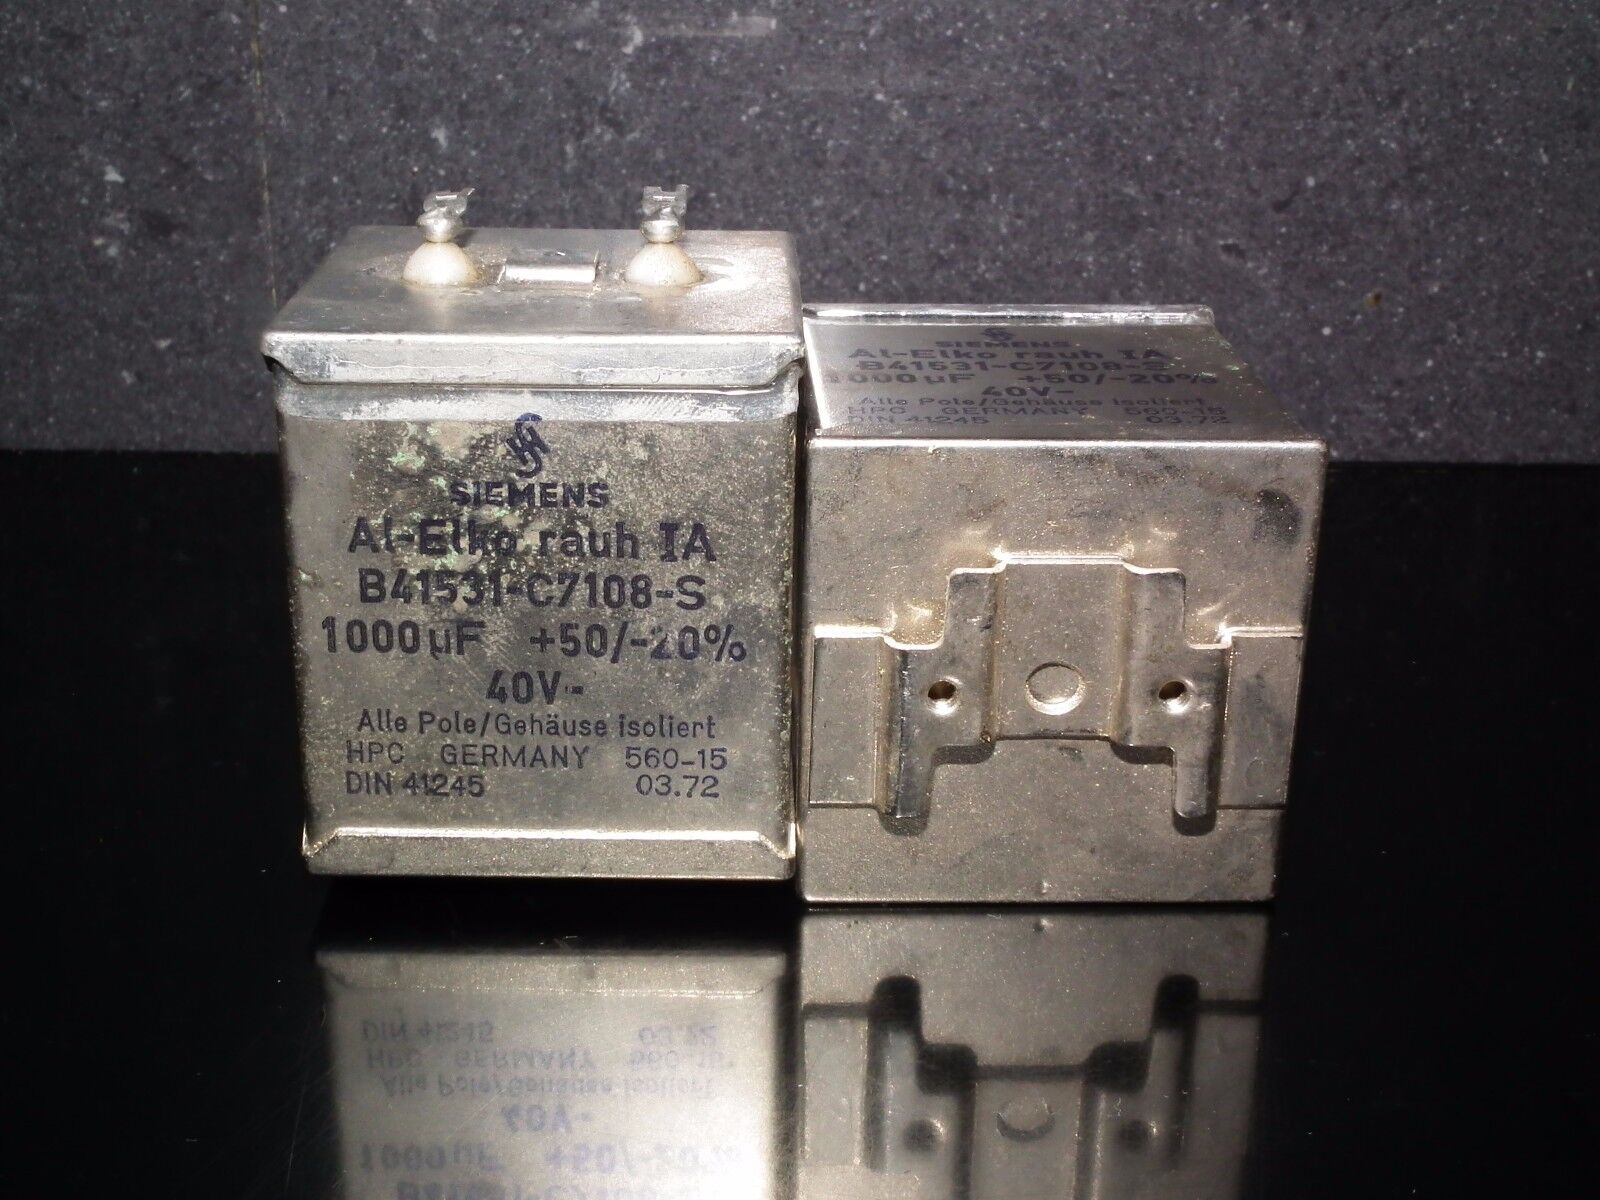 SIEMENS
Al-Elko rauh IA
B41531-C7108-S
1000µF +50/-20%
40V-
Alle Pole/Gehäuse isoliert
HPC GERMANY 560-15
DIN 41245 03.72
SIEMENS
Al-Elko rauh IA
B41531-C7108-S
1000µF +50/-20%
40V-
Alle Pole/Gehäuse isoliert
HPC GERMANY 560-15
DIN 41245 03.72